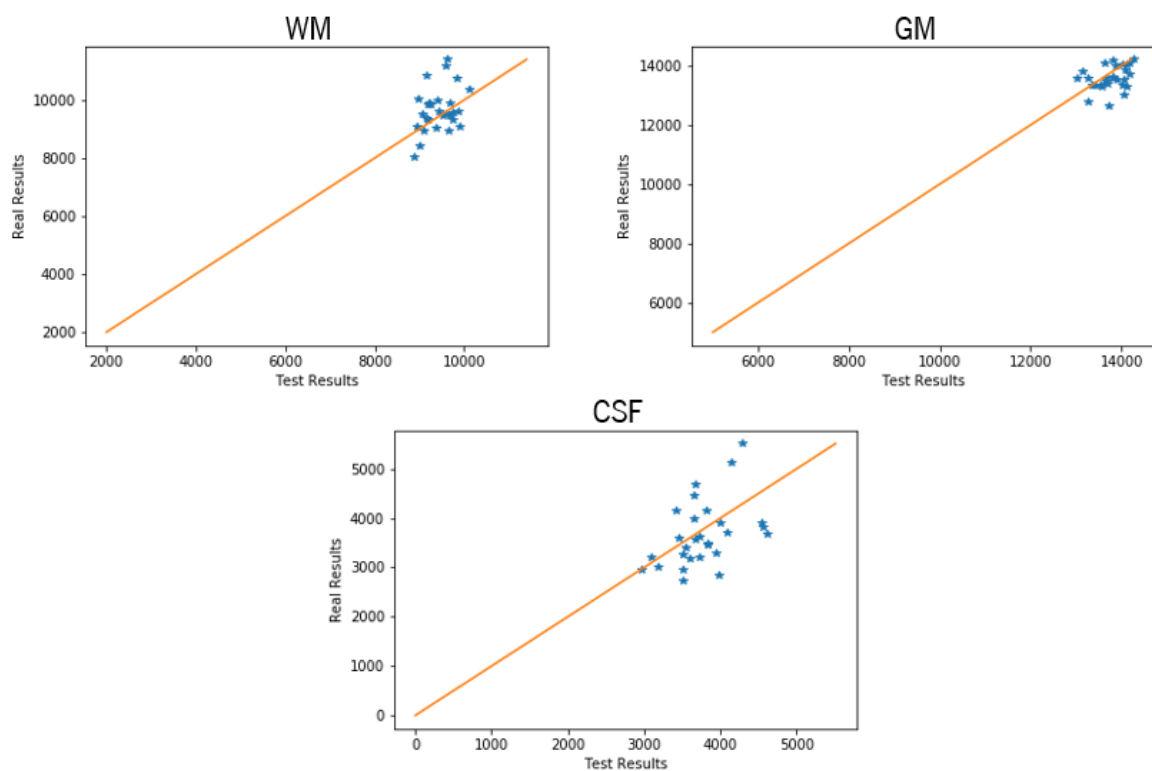 WM
10000
8000
6000
4000
2000
Real Results
2000 4000 6000 8000 10000
Test Results
GM
14000
12000
10000
8000
6000
Real Results
6000 8000 10000 12000 14000
Test Results
CSF
5000
4000
3000
2000
1000
0
Real Results
0 1000 2000 3000 4000 5000
Test Results